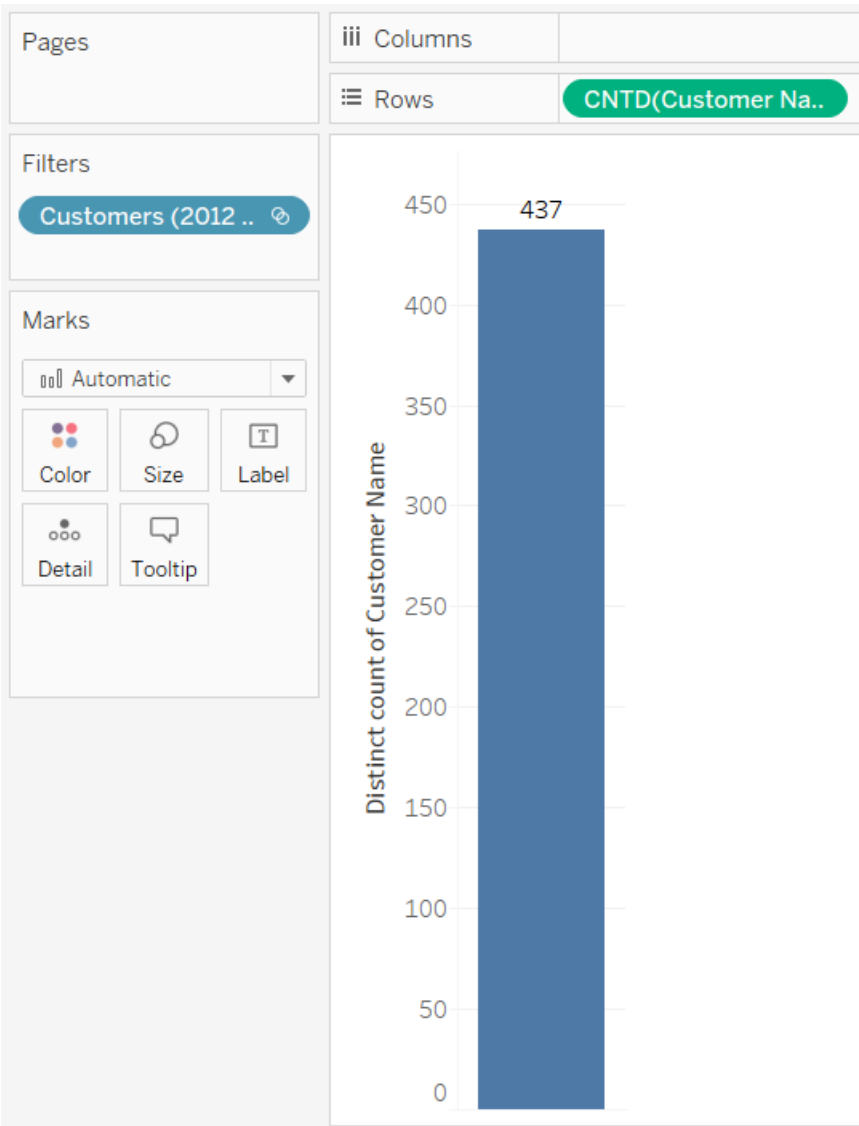 Pages
Columns
Rows
CNTD(Customer Na..
Filters
Customers (2012 ..
Marks
Automatic
Color
Size
T
Label
Detail
Tooltip
Distinct count of Customer Name
450
400
350
300
250
200
150
100
50
0
437